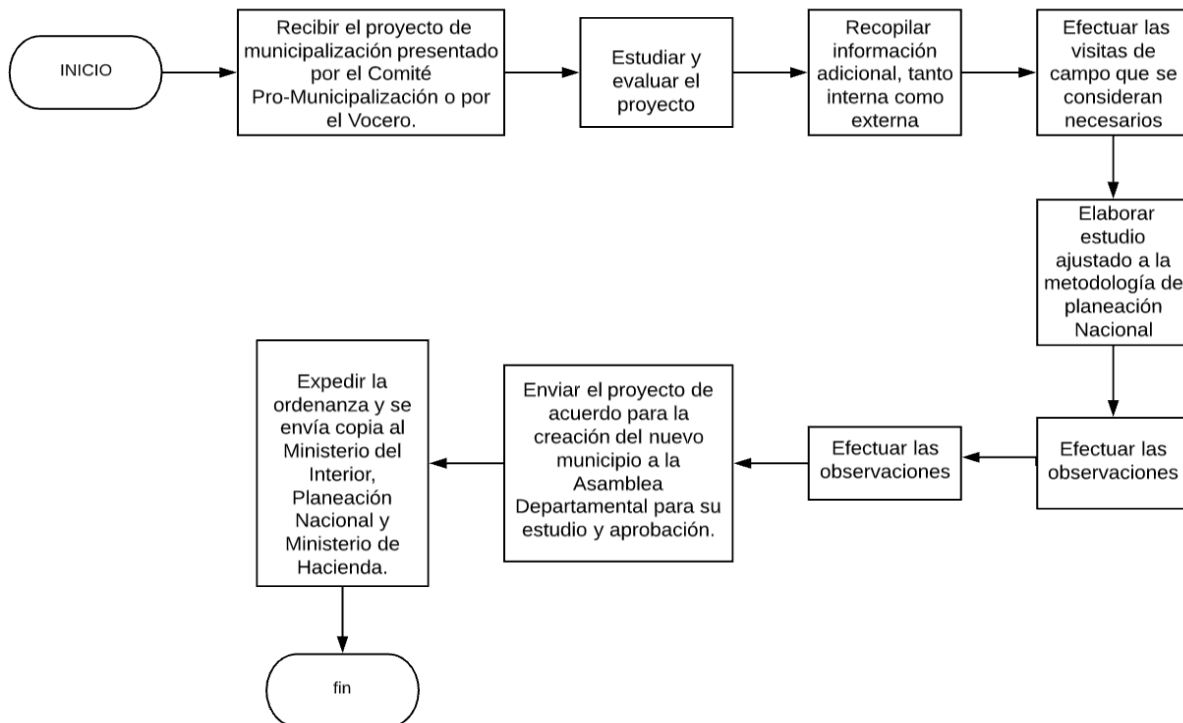 INICIO
Recibir el proyecto de
municipalización presentado
por el Comité
Pro-Municipalización o por
el Vocero.
Estudiar y
evaluar el
proyecto
Recopilar
información
adicional, tanto
interna como
externa
Efectuar las
visitas de
campo que se
consideran
necesarios
Elaborar
estudio
ajustado a la
metodología de
planeación
Nacional
Efectuar las
observaciones
Efectuar las
observaciones
Enviar el proyecto de
acuerdo para la
creación del nuevo
municipio a la
Asamblea
Departamental para su
estudio y aprobación.
Expedir la
ordenanza y se
envía copia al
Ministerio del
Interior,
Planeación
Nacional y
Ministerio de
Hacienda.
fin